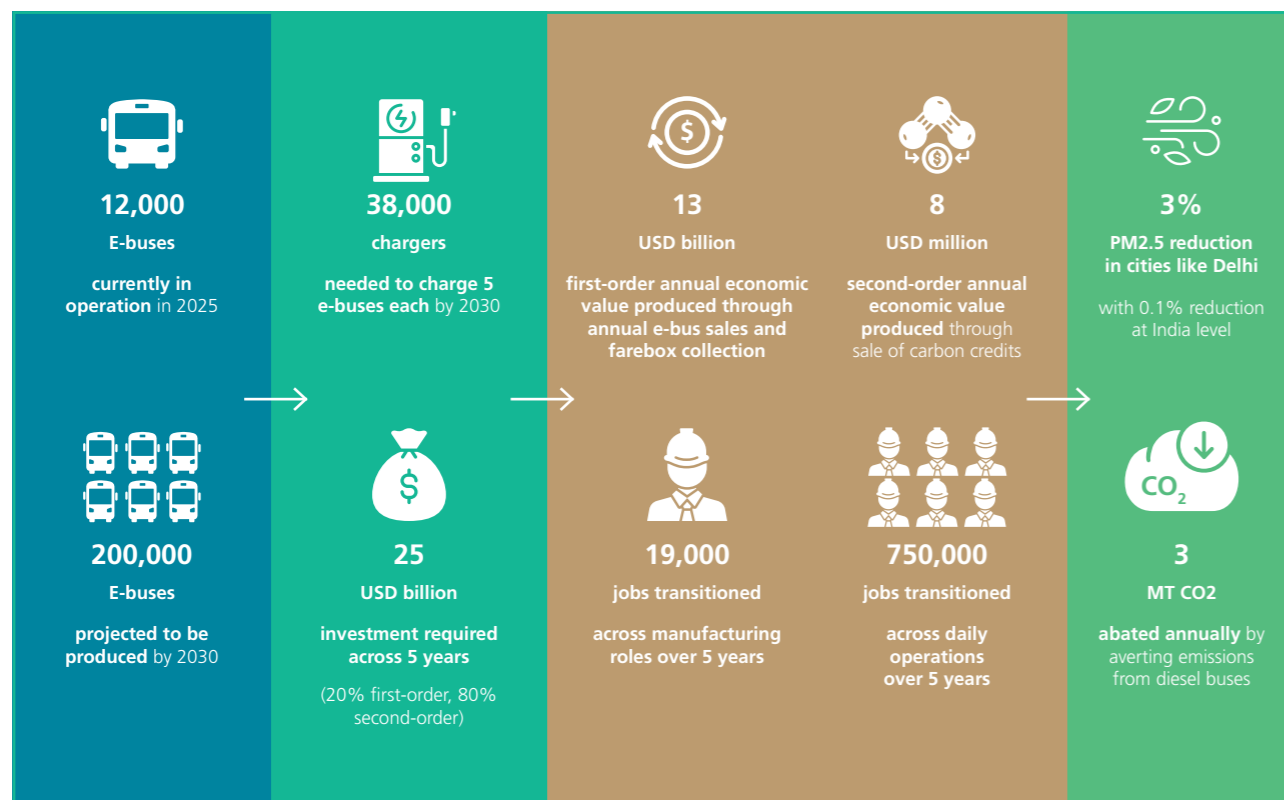 12,000
E-buses
currently in
operation in 2025
200,000
E-buses
projected to be
produced by 2030
38,000
chargers
needed to charge 5
e-buses each by 2030
$
25
USD billion
investment required
across 5 years
(20% first-order, 80%
second-order)
$
13
USD billion
first-order annual economic
value produced through
annual e-bus sales and
farebox collection
$
8
USD million
second-order annual
economic value
produced through
sale of carbon credits
19,000
jobs transitioned
across manufacturing
roles over 5 years
750,000
jobs transitioned
across daily
operations
over 5 years
3%
PM2.5 reduction
in cities like Delhi
with 0.1% reduction
at India level
CO2
3
MT CO2
abated annually by
averting emissions
from diesel buses